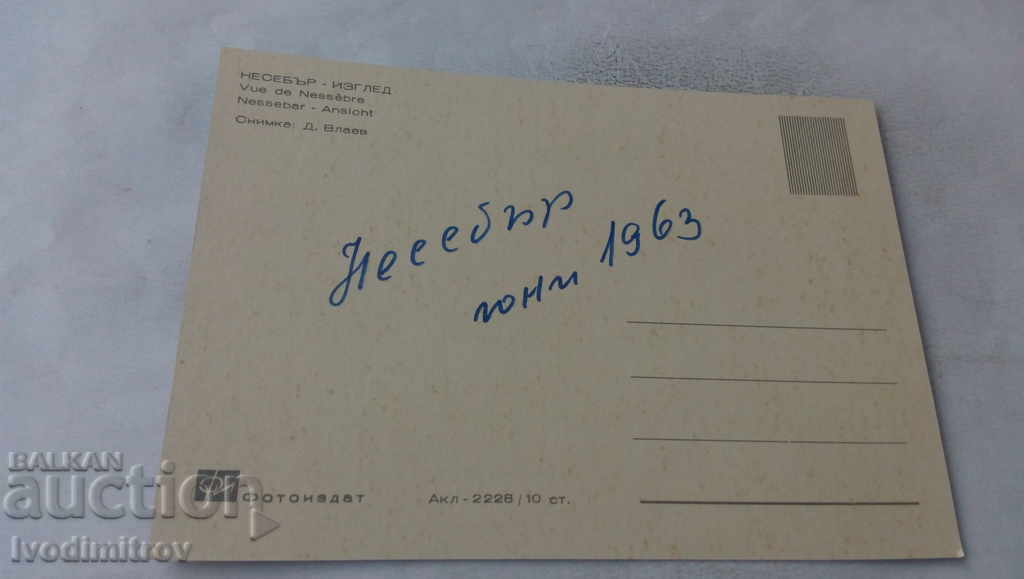 НЕСЕБЪР - ИЗГЛЕД
Vue de Nessèbre
Nessebar - Ansicht
Снимка: Д. Влаев
Несебър
юни 1963
ФОТОИЗДАТ
Акл - 2228 / 10 ст.
BALKAN
auction
Ivodimitrov